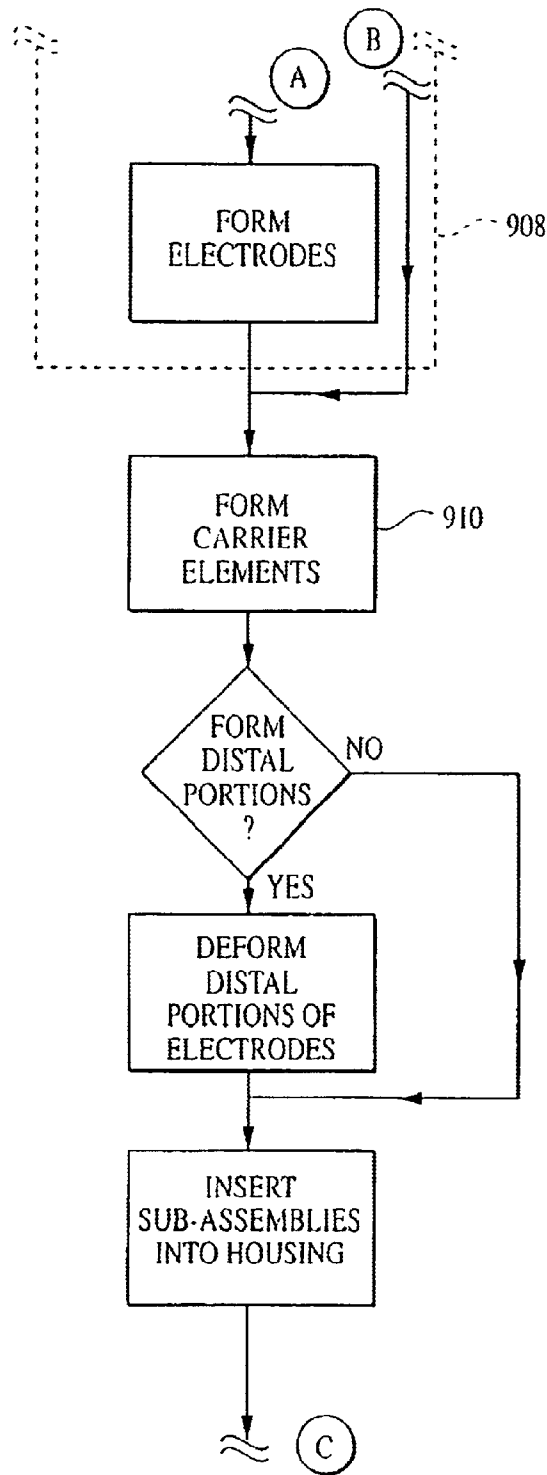 A
B
FORM
ELECTRODES
908
FORM
CARRIER
ELEMENTS
910
FORM
DISTAL
PORTIONS
?
NO
YES
DEFORM
DISTAL
PORTIONS OF
ELECTRODES
INSERT
SUB-ASSEMBLIES
INTO HOUSING
C